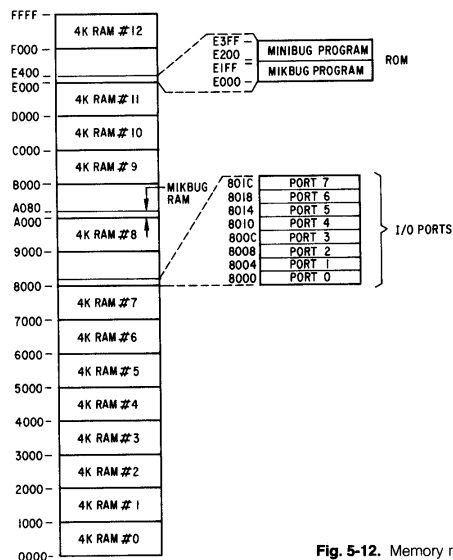 FFFF
4K RAM #12
F000
E400
E000
4K RAM #11
D000
4K RAM #10
C000
4K RAM #9
B000
A080
A000
4K RAM #8
9000
8000
4K RAM #7
7000
4K RAM #6
6000
4K RAM #5
5000
4K RAM #4
4000
4K RAM #3
3000
4K RAM #2
2000
4K RAM #1
1000
4K RAM #0
0000
E3FF
E200
E1FF
E000
MINIBUG PROGRAM
MIKBUG PROGRAM
ROM
MIKBUG
RAM
801C PORT 7
8018 PORT 6
8014 PORT 5
8010 PORT 4
800C PORT 3
8008 PORT 2
8004 PORT 1
8000 PORT 0
I/O PORTS
Fig. 5-12. Memory